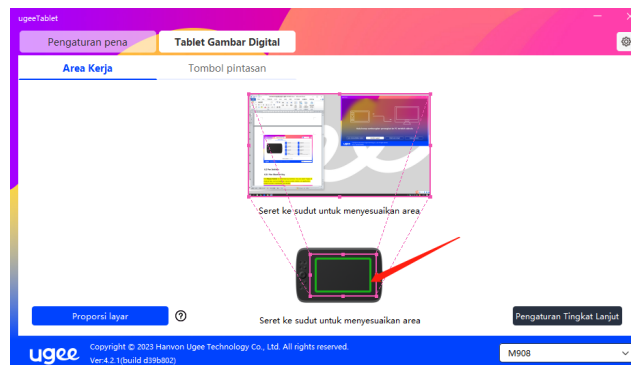 ugeeTablet
Pengaturan pena
Tablet Gambar Digital
Area Kerja
Tombol pintasan
Seret ke sudut untuk menyesuaikan area
Seret ke sudut untuk menyesuaikan area
Proporsi layar
Pengaturan Tingkat Lanjut
ugee
Copyright © 2023 Hanvon Ugee Technology Co., Ltd. All rights reserved.
Ver:4.2.1(build d39b802)
M908